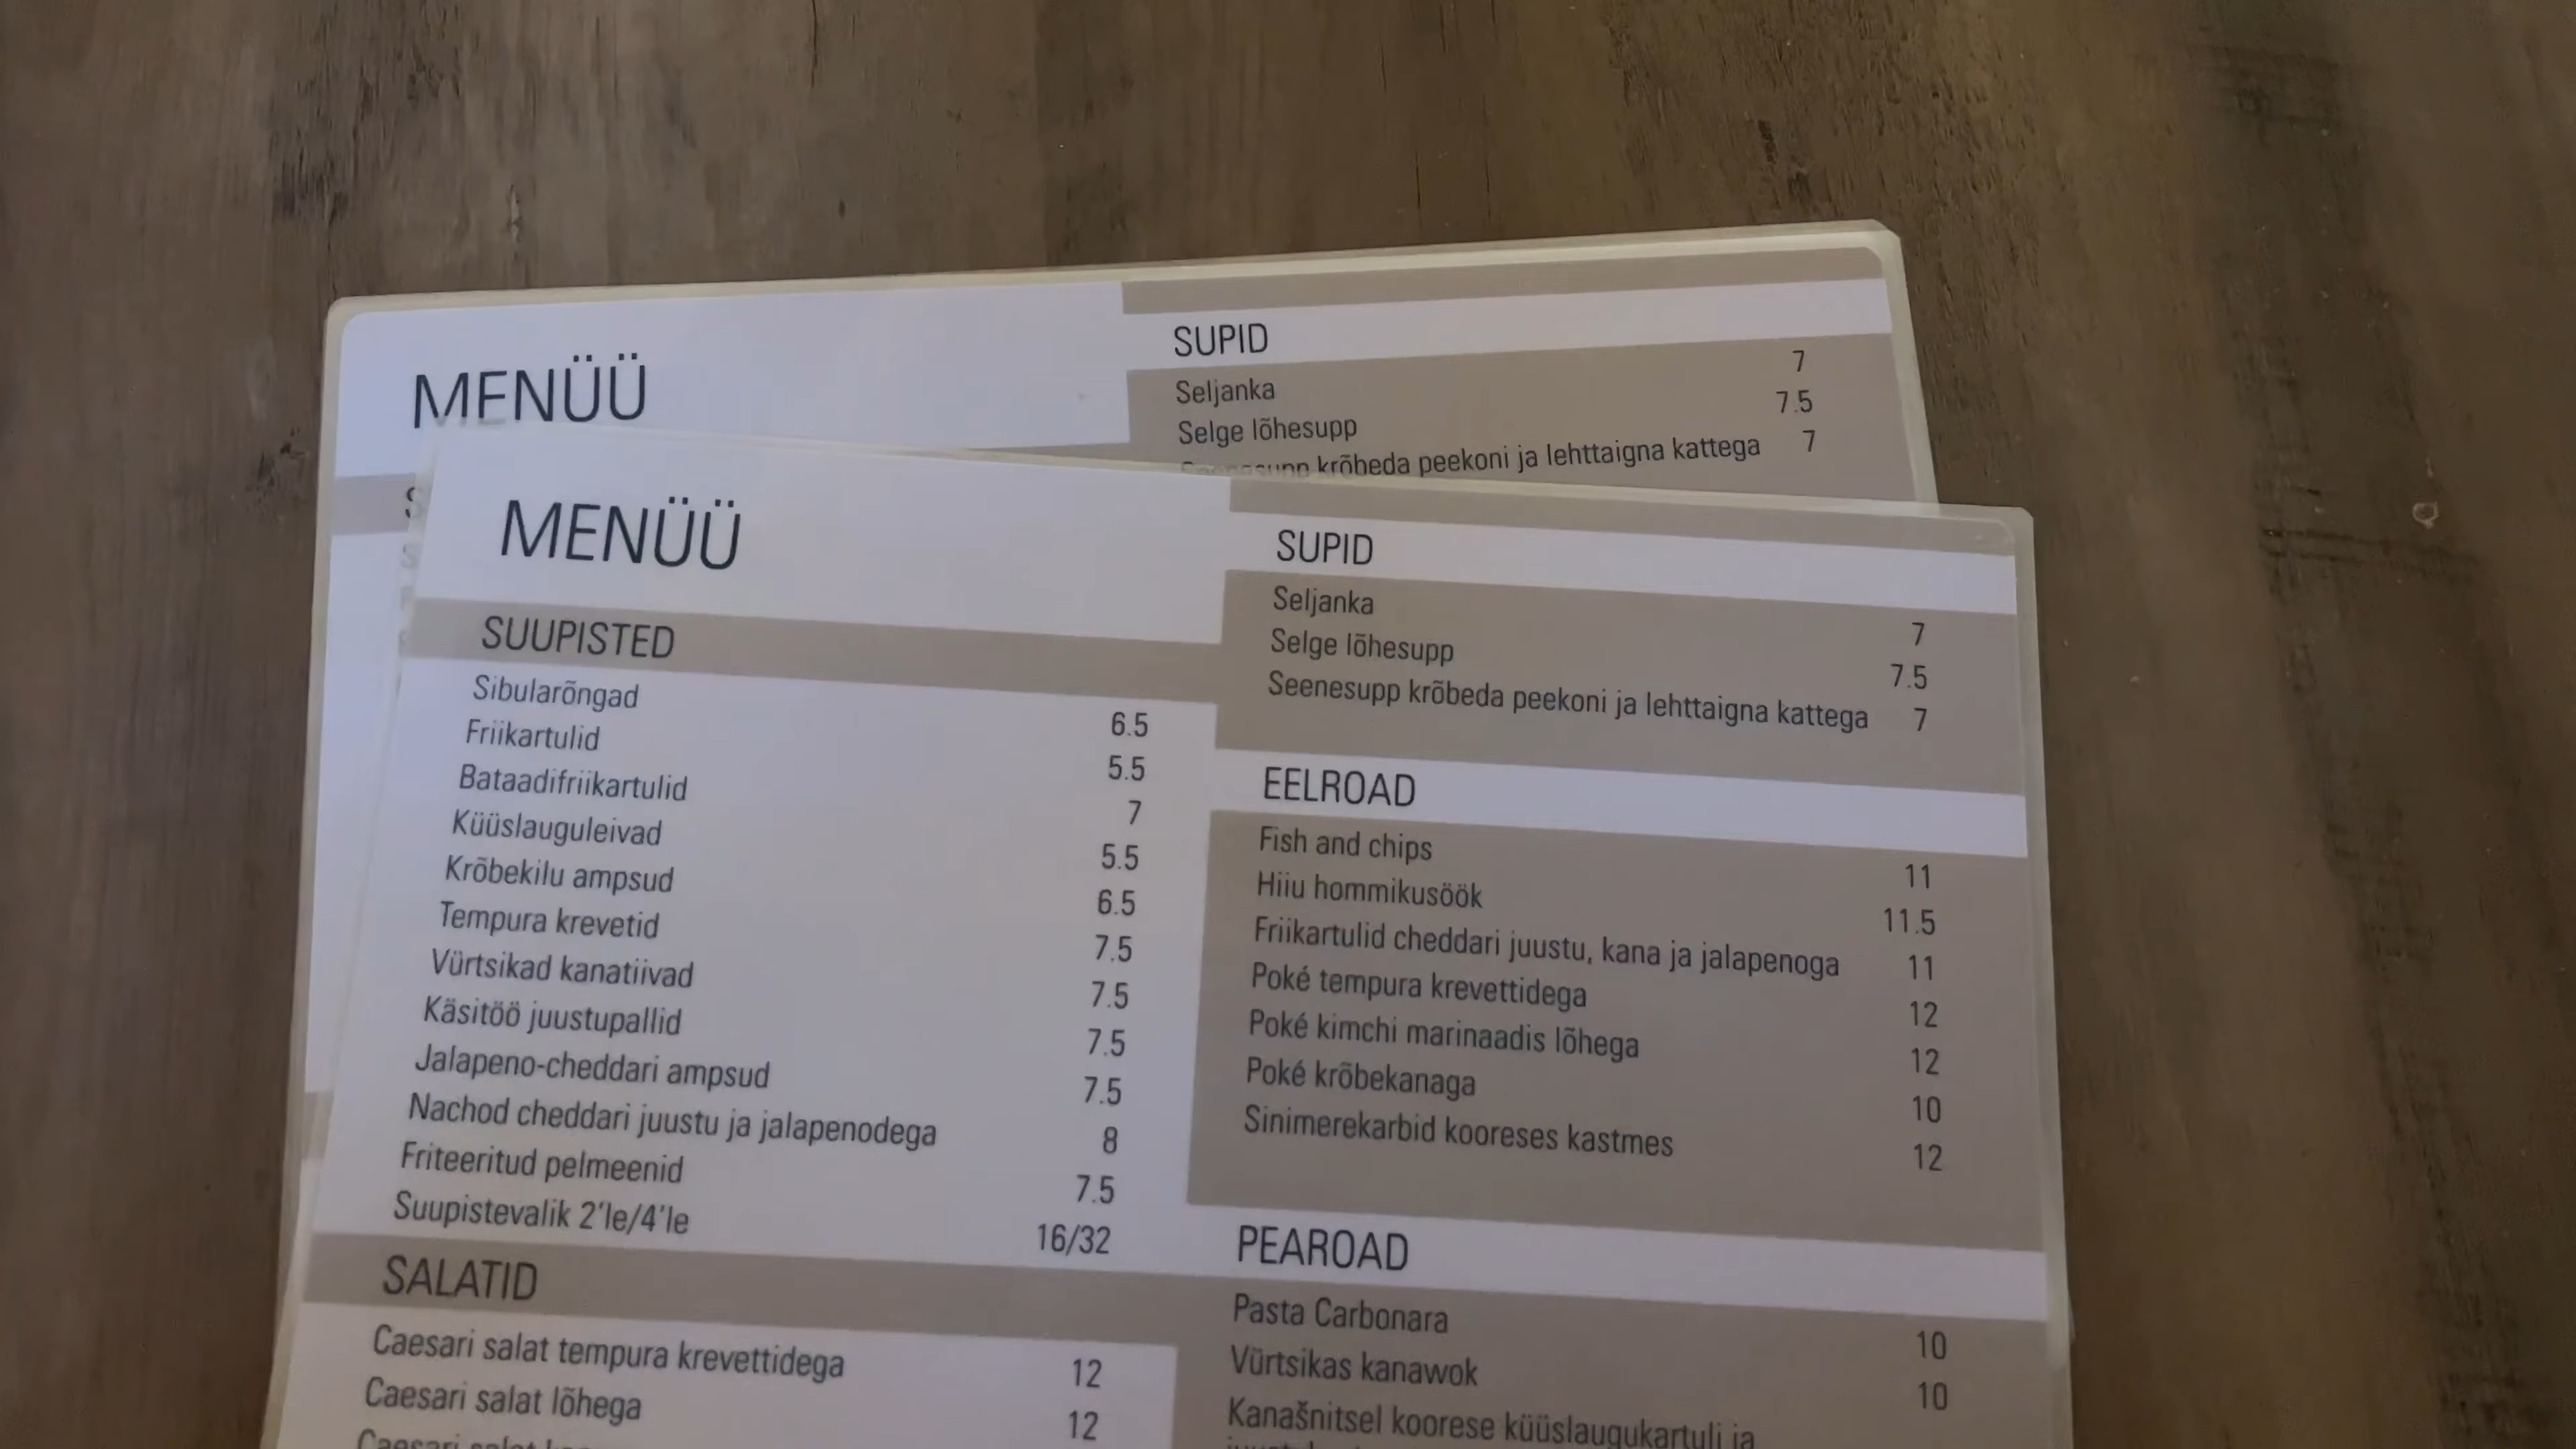 MENÜÜ
SUPID
Seljanka 7
Selge lõhesupp 7.5
krõbeda peekoni ja lehttaigna kattega 7
MENÜÜ
SUUPISTED
Sibularõngad 6.5
Friikartulid 5.5
Bataadifriikartulid 7
Küüslauguleivad 5.5
Krõbekilu ampsud 6.5
Tempura krevetid 7.5
Vürtsikad kanatiivad 7.5
Käsitöö juustupallid 7.5
Jalapeno-cheddari ampsud 7.5
Nachod cheddari juustu ja jalapenodega 8
Friteeritud pelmeenid 7.5
Suupistevalik 2'le/4'le 16/32
SALATID
Caesari salat tempura krevettidega 12
Caesari salat lõhega 12
Caesari salat
SUPID
Seljanka 7
Selge lõhesupp 7.5
Seenesupp krõbeda peekoni ja lehttaigna kattega 7
EELROAD
Fish and chips 11
Hiiu hommikusöök 11.5
Friikartulid cheddari juustu, kana ja jalapenoga 11
Poké tempura krevettidega 12
Poké kimchi marinaadis lõhega 12
Poké krõbekanaga 10
Sinimerekarbid kooreses kastmes 12
PEAROAD
Pasta Carbonara 10
Vürtsikas kanawok 10
Kanašnitsel koorese küüslaugukartuli ja